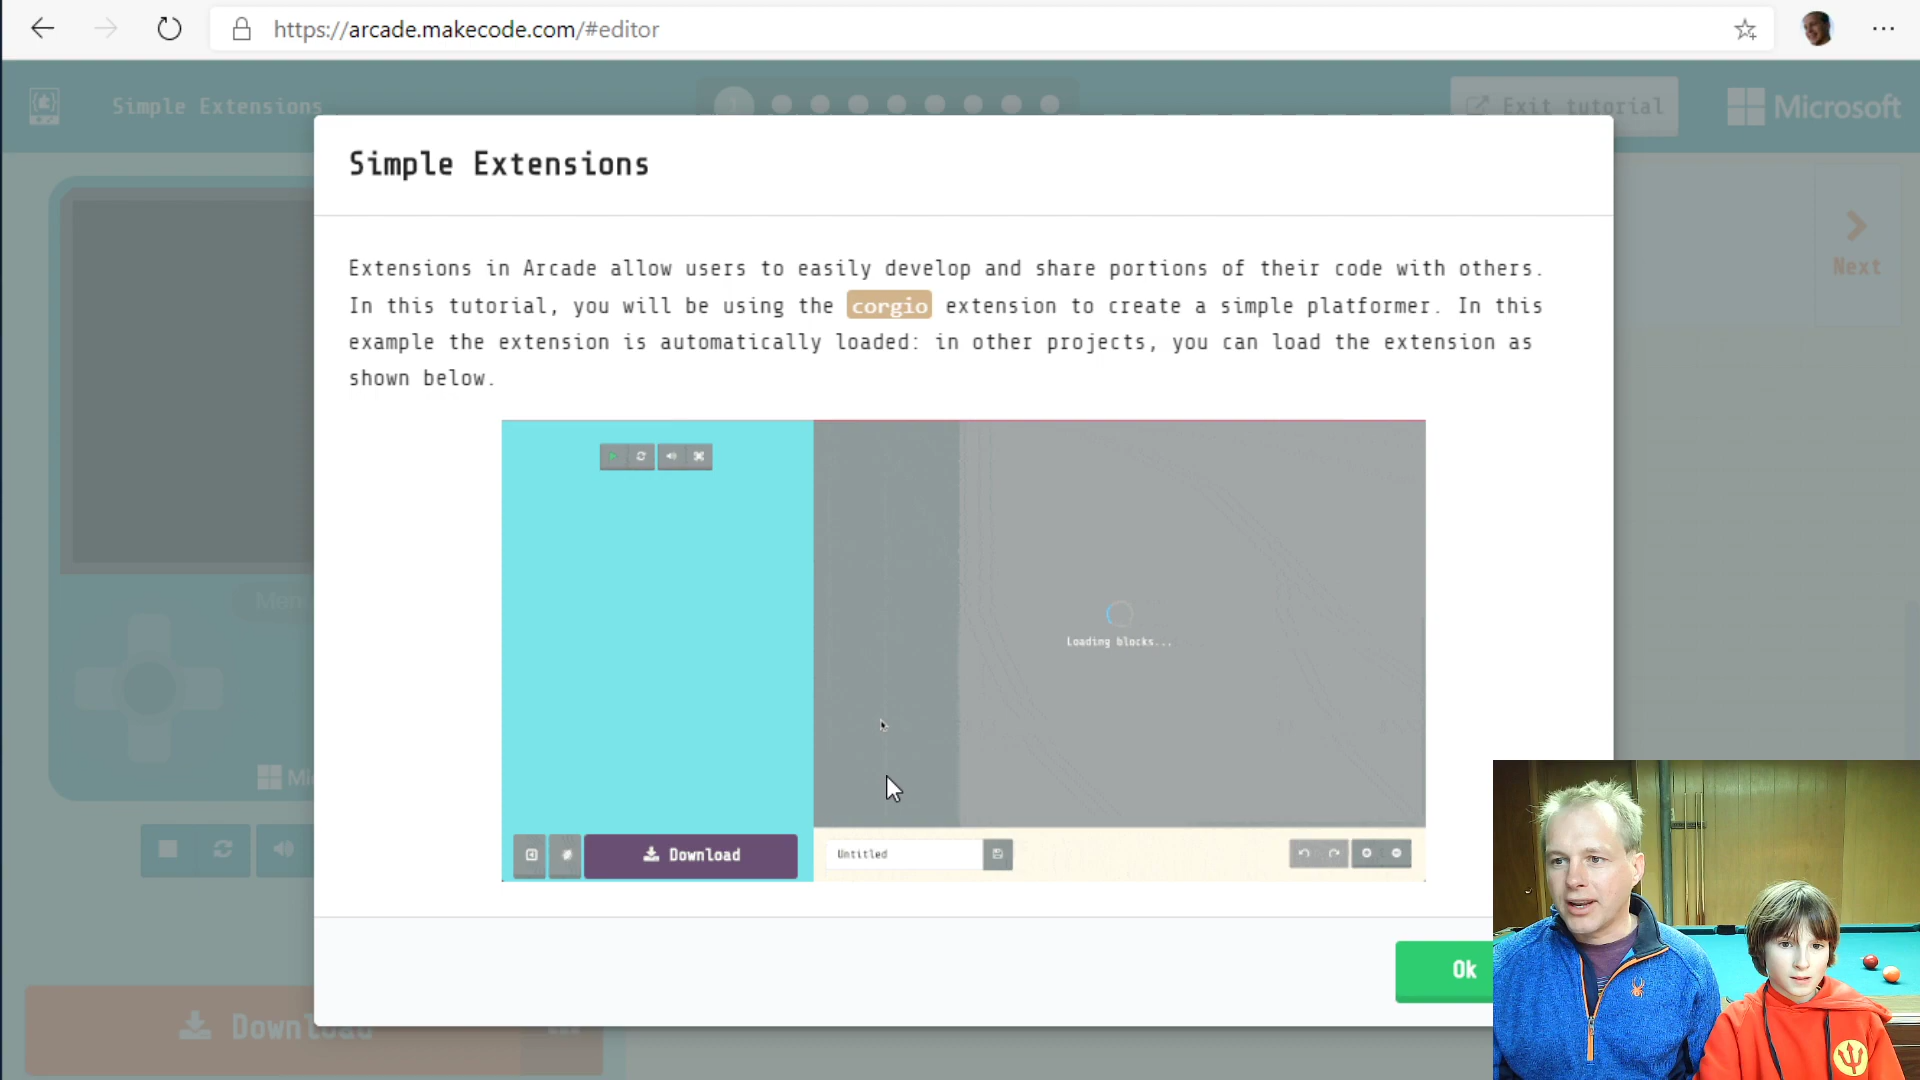 https://arcade.makecode.com/#editor
Simple Extensions
Exit tutorial
Microsoft
Simple Extensions
Extensions in Arcade allow users to easily develop and share portions of their code with others.
In this tutorial, you will be using the corgio extension to create a simple platformer. In this
example the extension is automatically loaded: in other projects, you can load the extension as
shown below.
Next
Loading blocks...
Download
Untitled
Ok
Download